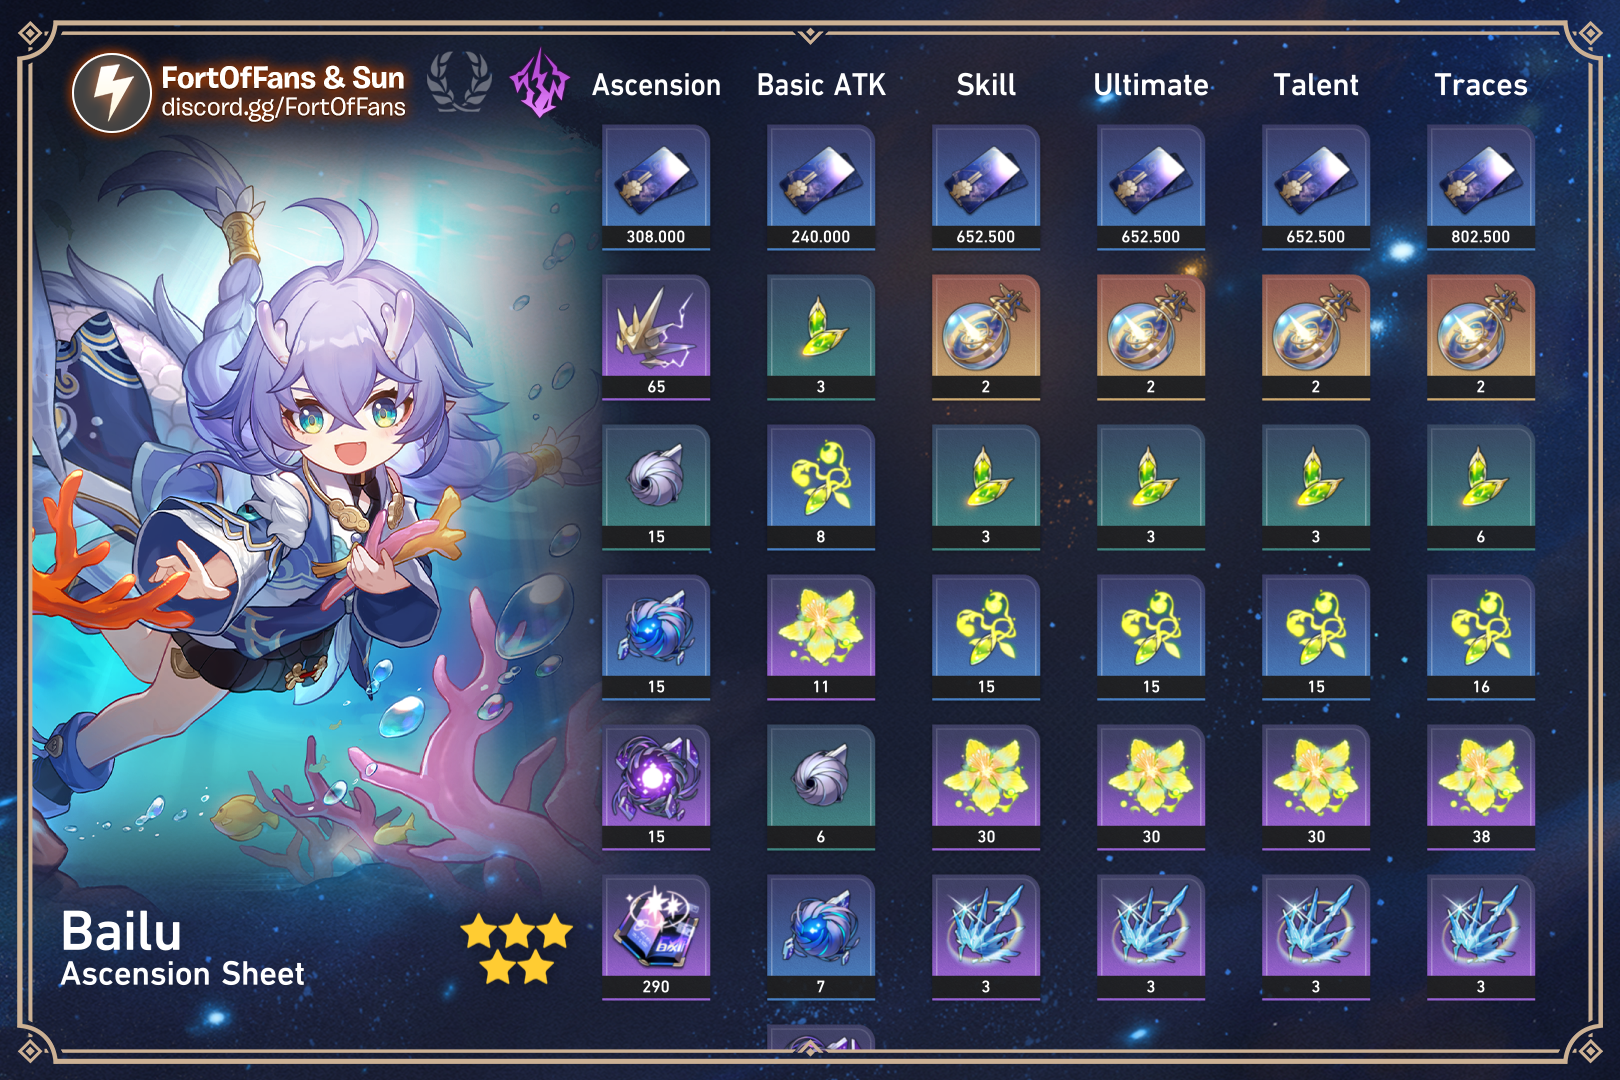 FortOfFans & Sun
discord.gg/FortOfFans
Ascension Basic ATK Skill Ultimate Talent Traces
308.000 240.000 652.500 652.500 652.500 802.500
65 3 2 2 2 2
15 8 3 3 3 6
15 11 15 15 15 16
15 6 30 30 30 38
290 7 3 3 3 3
Bailu
Ascension Sheet